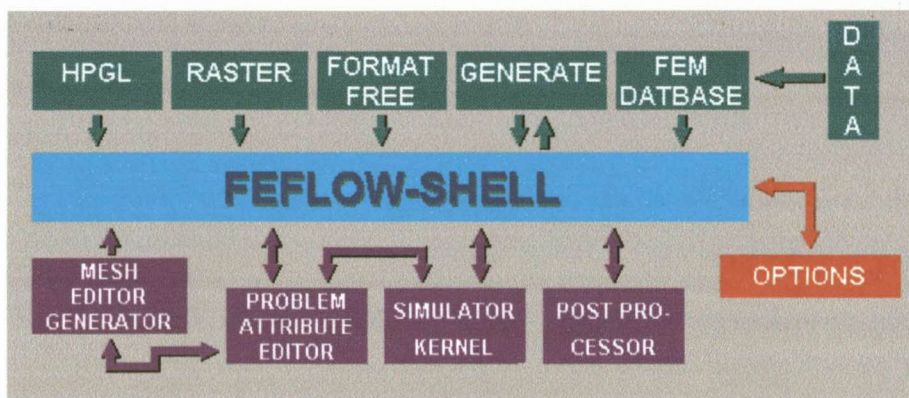 HPGL
RASTER
FORMAT
FREE
GENERATE
FEM
DATBASE
D
A
T
A
FEFLOW-SHELL
MESH
EDITOR
GENERATOR
PROBLEM
ATTRIBUTE
EDITOR
SIMULATOR
KERNEL
POST PRO-
CESSOR
OPTIONS